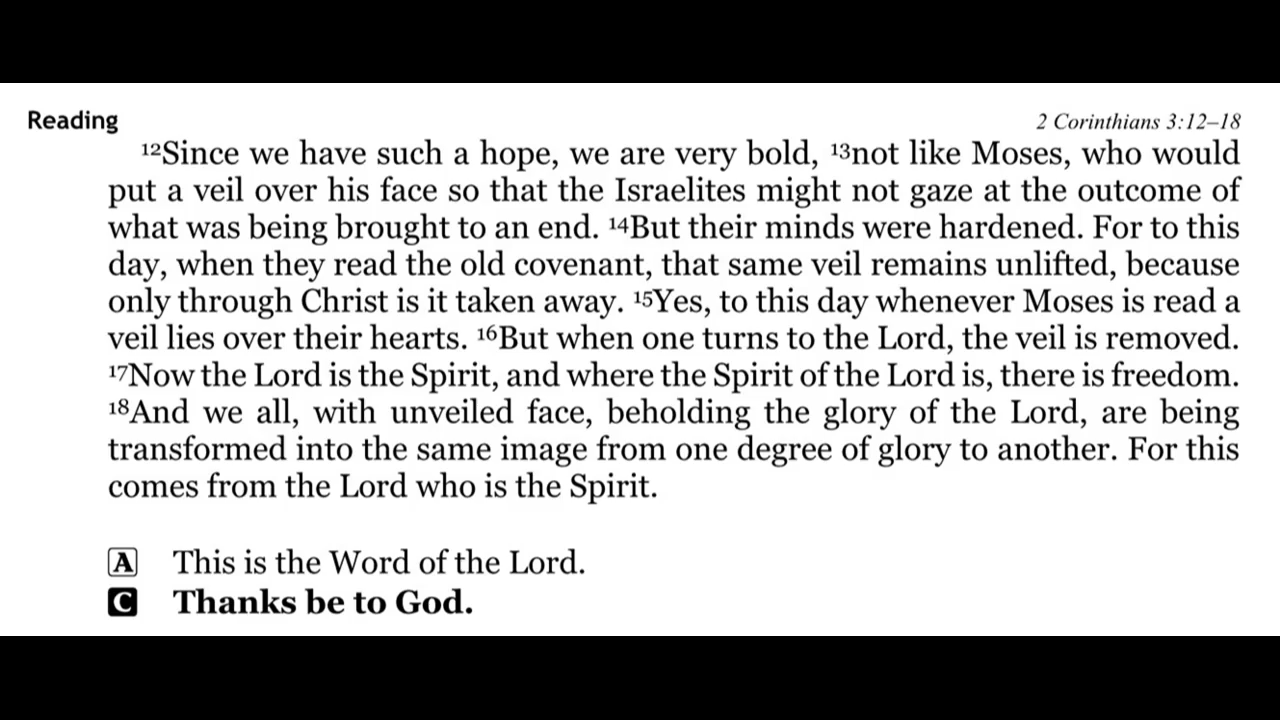 Reading 2 Corinthians 3:12–18
¹²Since we have such a hope, we are very bold, ¹³not like Moses, who would
put a veil over his face so that the Israelites might not gaze at the outcome of
what was being brought to an end. ¹⁴But their minds were hardened. For to this
day, when they read the old covenant, that same veil remains unlifted, because
only through Christ is it taken away. ¹⁵Yes, to this day whenever Moses is read a
veil lies over their hearts. ¹⁶But when one turns to the Lord, the veil is removed.
¹⁷Now the Lord is the Spirit, and where the Spirit of the Lord is, there is freedom.
¹⁸And we all, with unveiled face, beholding the glory of the Lord, are being
transformed into the same image from one degree of glory to another. For this
comes from the Lord who is the Spirit.
A This is the Word of the Lord.
C Thanks be to God.